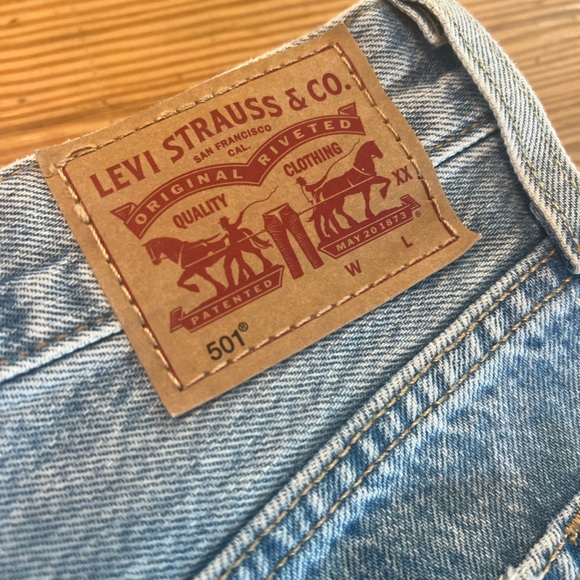 LEVI STRAUSS & CO.
SAN FRANCISCO
CAL.
ORIGINAL RIVETED
QUALITY CLOTHING
XX
PATENTED MAY 20 1873
®
501® W L